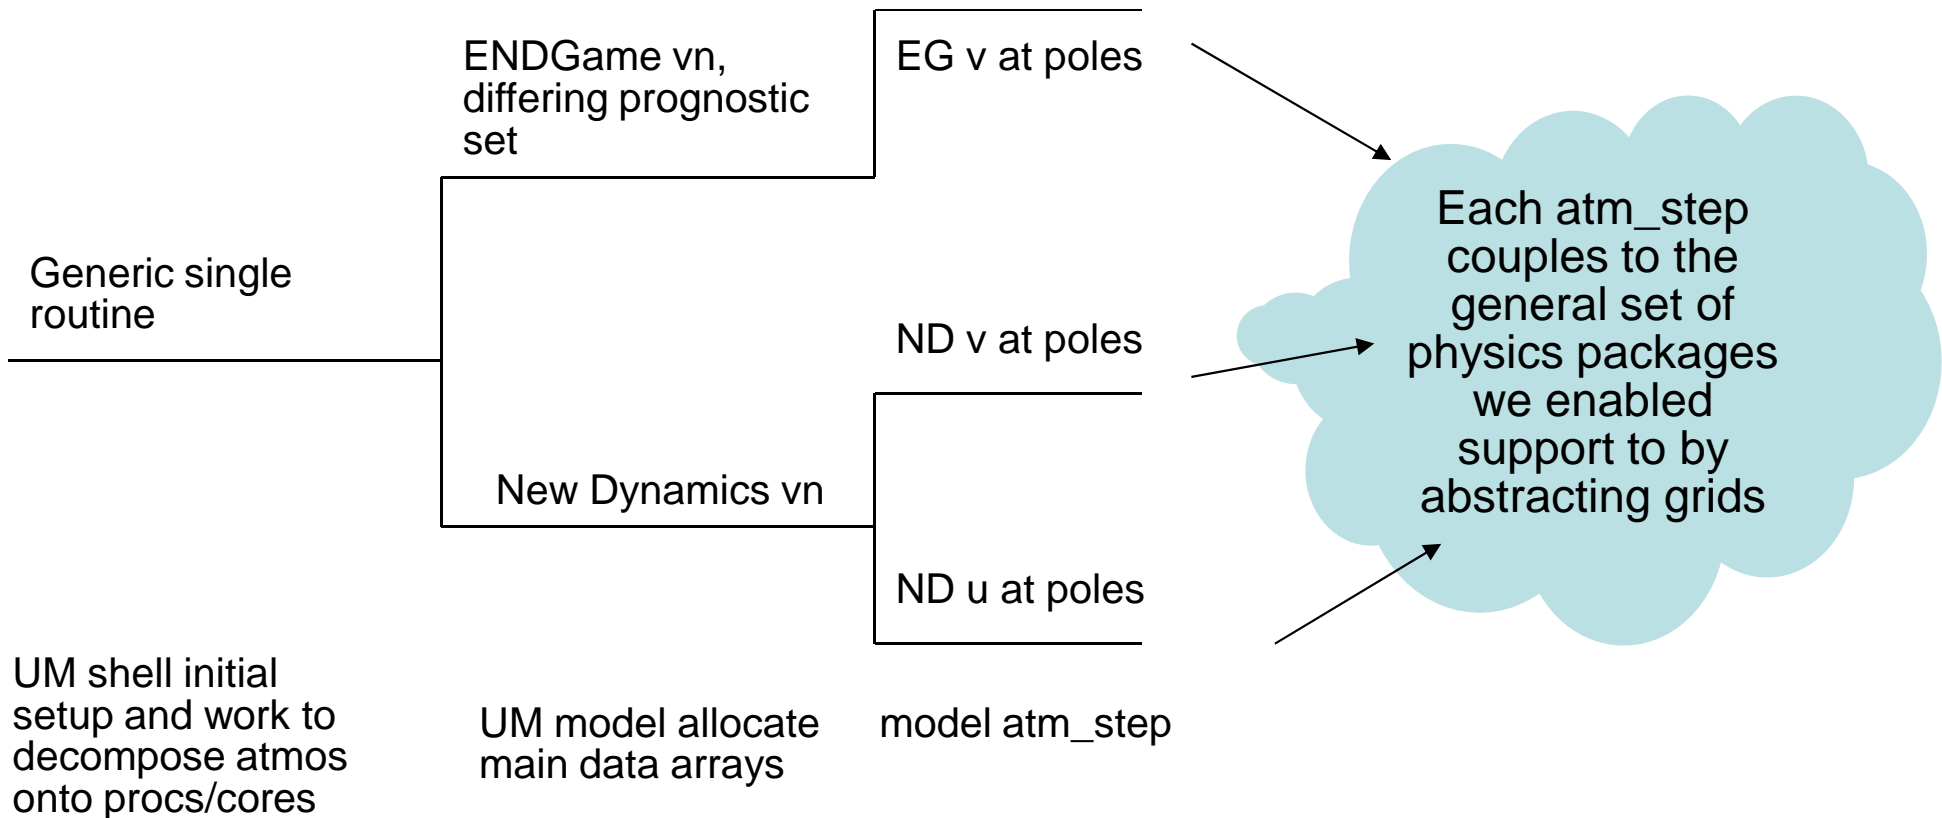 ENDGame vn,
differing prognostic
set
EG v at poles
Generic single
routine
ND v at poles
New Dynamics vn
ND u at poles
Each atm_step
couples to the
general set of
physics packages
we enabled
support to by
abstracting grids
UM shell initial
setup and work to
decompose atmos
onto procs/cores
UM model allocate
main data arrays
model atm_step